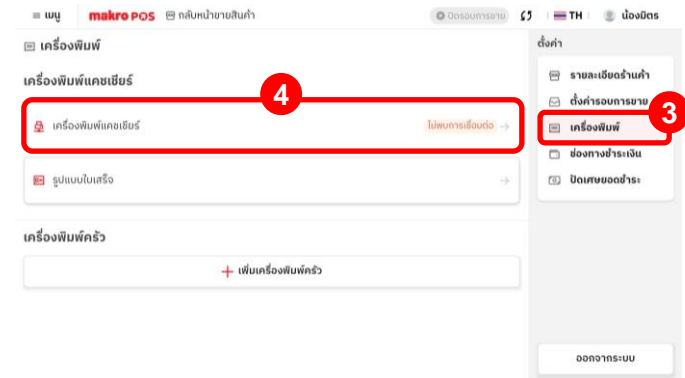 เมนู makro POS กลับหน้าขายสินค้า ปิดรอบการขาย TH น้องมิตร
เครื่องพิมพ์
เครื่องพิมพ์แคชเชียร์
4
เครื่องพิมพ์แคชเชียร์ ไม่พบการเชื่อมต่อ →
รูปแบบใบเสร็จ →
เครื่องพิมพ์ครัว
+ เพิ่มเครื่องพิมพ์ครัว
ตั้งค่า
รายละเอียดร้านค้า
ตั้งค่ารอบการขาย
3
เครื่องพิมพ์
ช่องทางชำระเงิน
ปัดเศษยอดชำระ
ออกจากระบบ